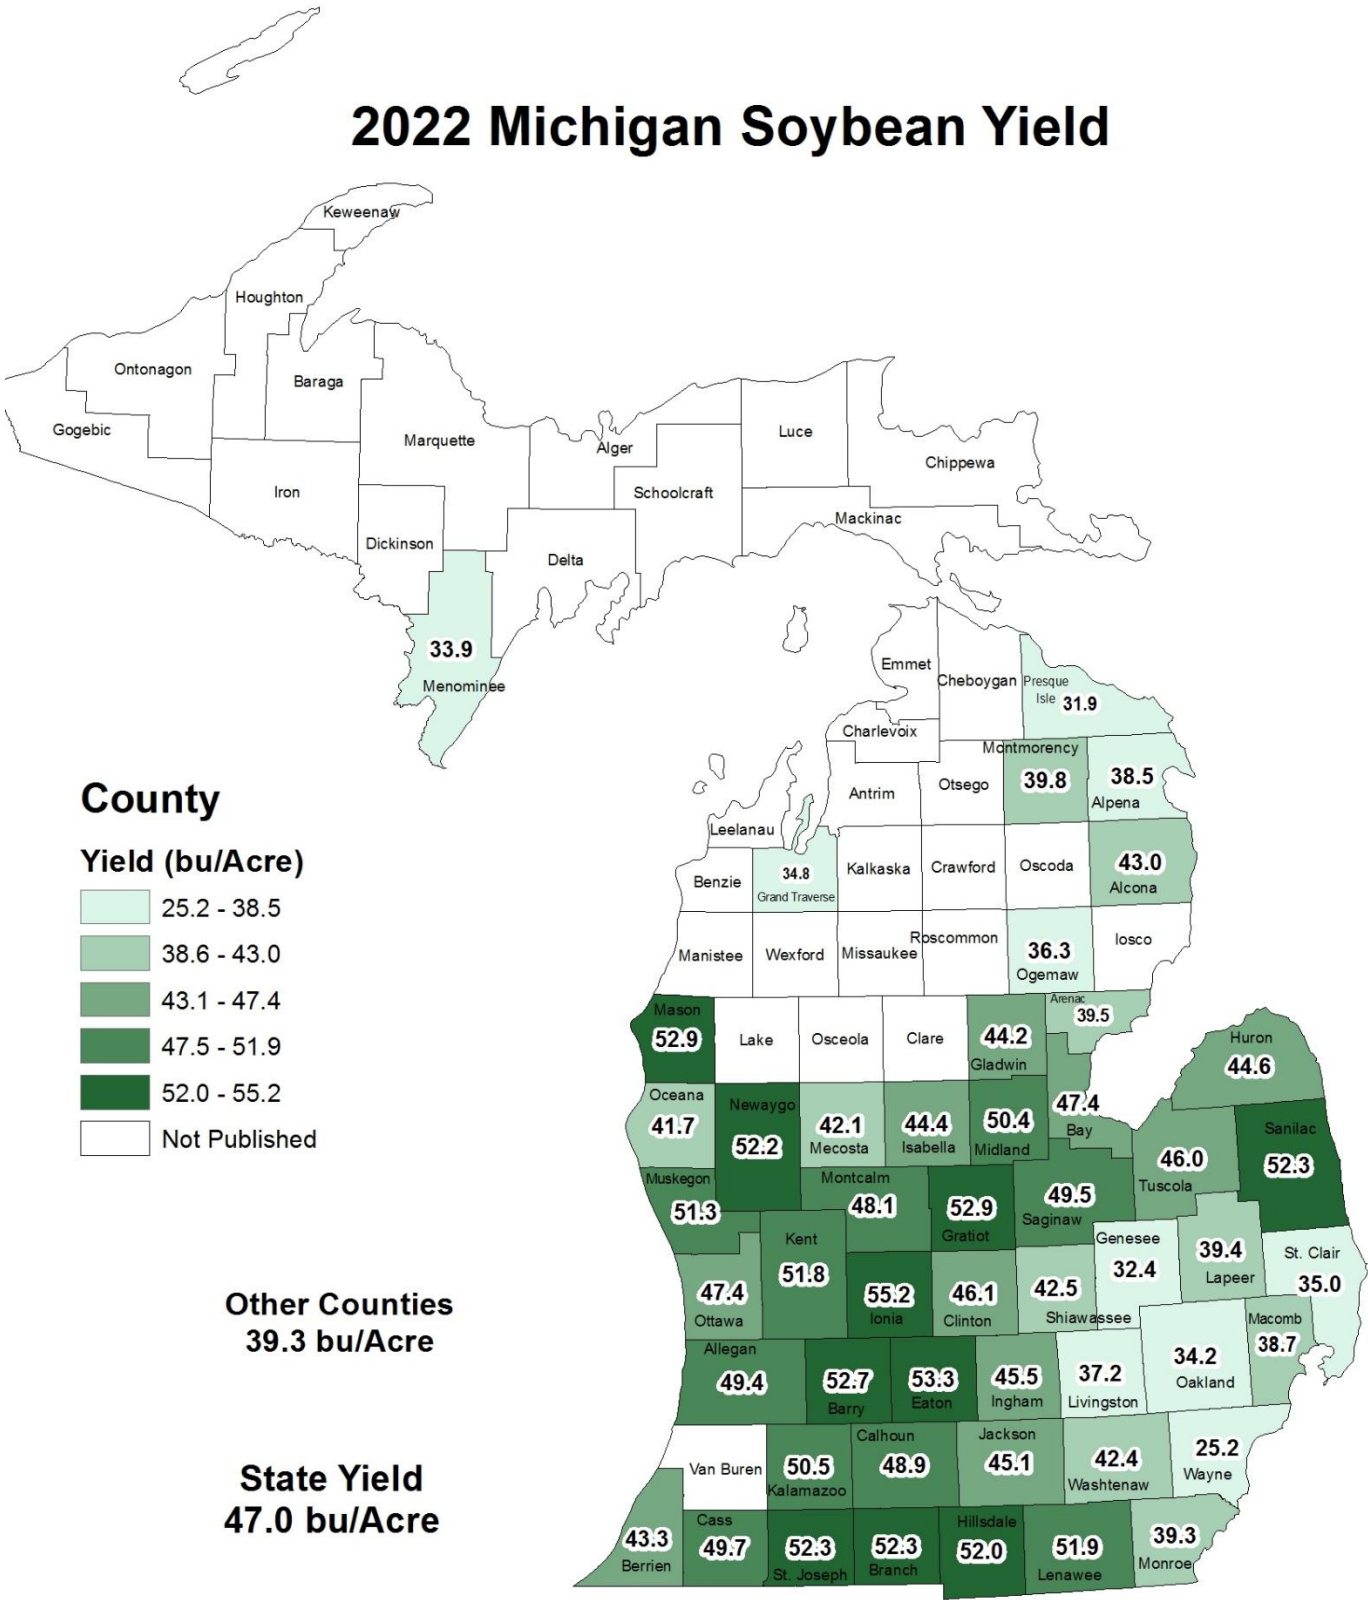 2022 Michigan Soybean Yield
Keweenaw
Houghton
Ontonagon
Baraga
Gogebic
Marquette
Iron
Dickinson
Alger
Luce
Chippewa
Schoolcraft
Mackinac
Delta
33.9
Menominee
Emmet
Cheboygan
Presque
Isle 31.9
Charlevoix
Montmorency
39.8
38.5
Alpena
Antrim
Otsego
Leelanau
Benzie
34.8
Grand Traverse
Kalkaska
Crawford
Oscoda
43.0
Alcona
Manistee
Wexford
Missaukee
Roscommon
36.3
Ogemaw
Iosco
County
Yield (bu/Acre)
25.2 - 38.5
38.6 - 43.0
43.1 - 47.4
47.5 - 51.9
52.0 - 55.2
Not Published
Mason
52.9
Lake
Osceola
Clare
44.2
Gladwin
Arenac
39.5
Huron
44.6
Oceana
41.7
Newaygo
52.2
42.1
Mecosta
44.4
Isabella
50.4
Midland
47.4
Bay
46.0
Tuscola
Sanilac
52.3
Muskegon
51.3
Montcalm
48.1
52.9
Gratiot
49.5
Saginaw
Genesee
32.4
39.4
Lapeer
St. Clair
35.0
Kent
51.8
47.4
Ottawa
55.2
Ionia
46.1
Clinton
42.5
Shiawassee
Macomb
38.7
Other Counties
39.3 bu/Acre
Allegan
49.4
52.7
Barry
53.3
Eaton
45.5
Ingham
37.2
Livingston
34.2
Oakland
Van Buren
50.5
Kalamazoo
Calhoun
48.9
Jackson
45.1
42.4
Washtenaw
25.2
Wayne
State Yield
47.0 bu/Acre
43.3
Berrien
Cass
49.7
52.3
St. Joseph
52.3
Branch
Hillsdale
52.0
51.9
Lenawee
39.3
Monroe